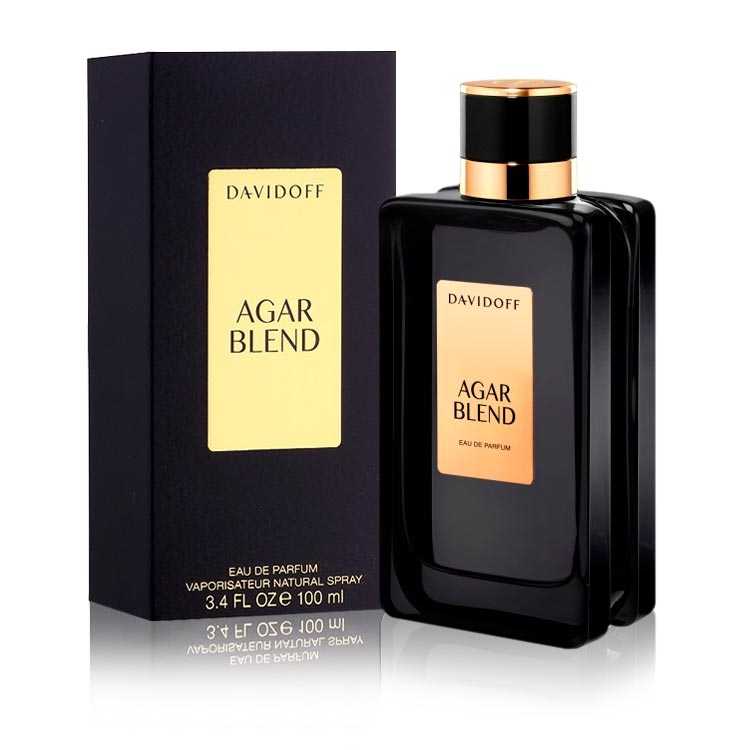 DAVIDOFF
AGAR
BLEND
EAU DE PARFUM
VAPORISATEUR NATURAL SPRAY
3.4 FL OZ ℮ 100 ml
DAVIDOFF
AGAR
BLEND
EAU DE PARFUM